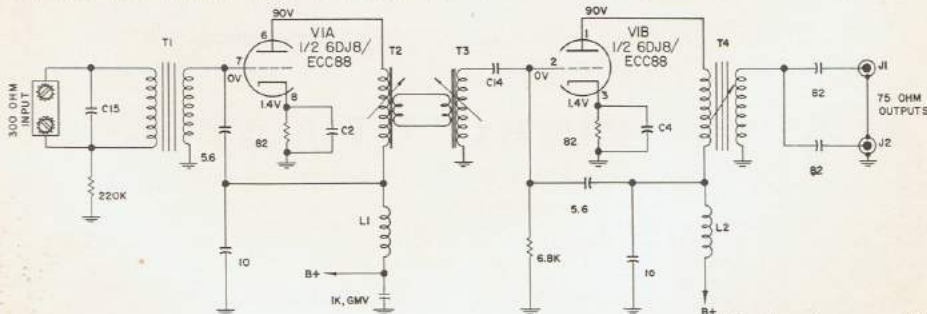 90V
6
V1A
1/2 6DJ8/
ECC88
T1
7
0V
1.4V
8
82
C2
T2
T3
C14
90V
1
V1B
1/2 6DJ8/
ECC88
2
0V
1.4V
3
82
C4
T4
82
J1
75 OHM
OUTPUTS
82
J2
300 OHM
INPUT
C15
220K
5.6
10
L1
B+
1K, GMV
5.6
6.8K
10
L2
B+